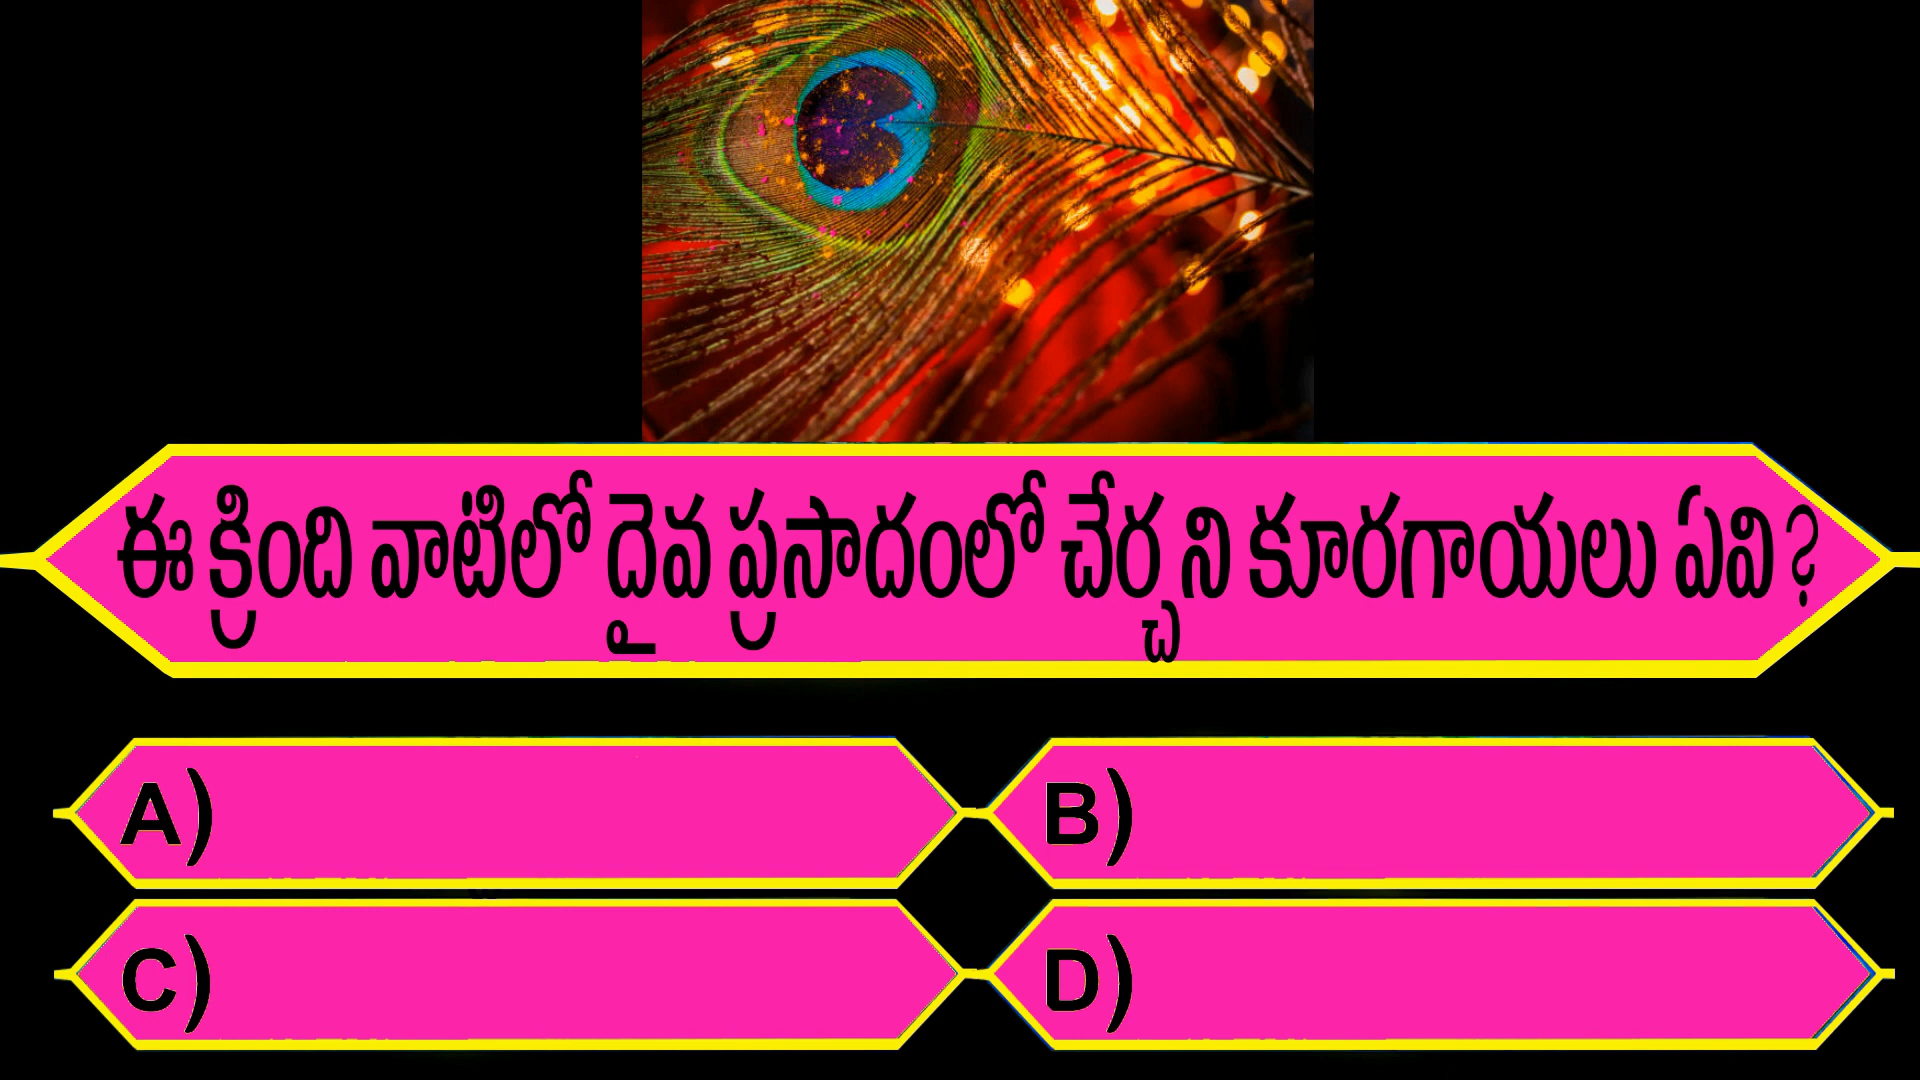 ఈ క్రింది వాటిలో దైవ ప్రసాదంలో చేర్చని కూరగాయలు ఏవి?
A)
B)
C)
D)